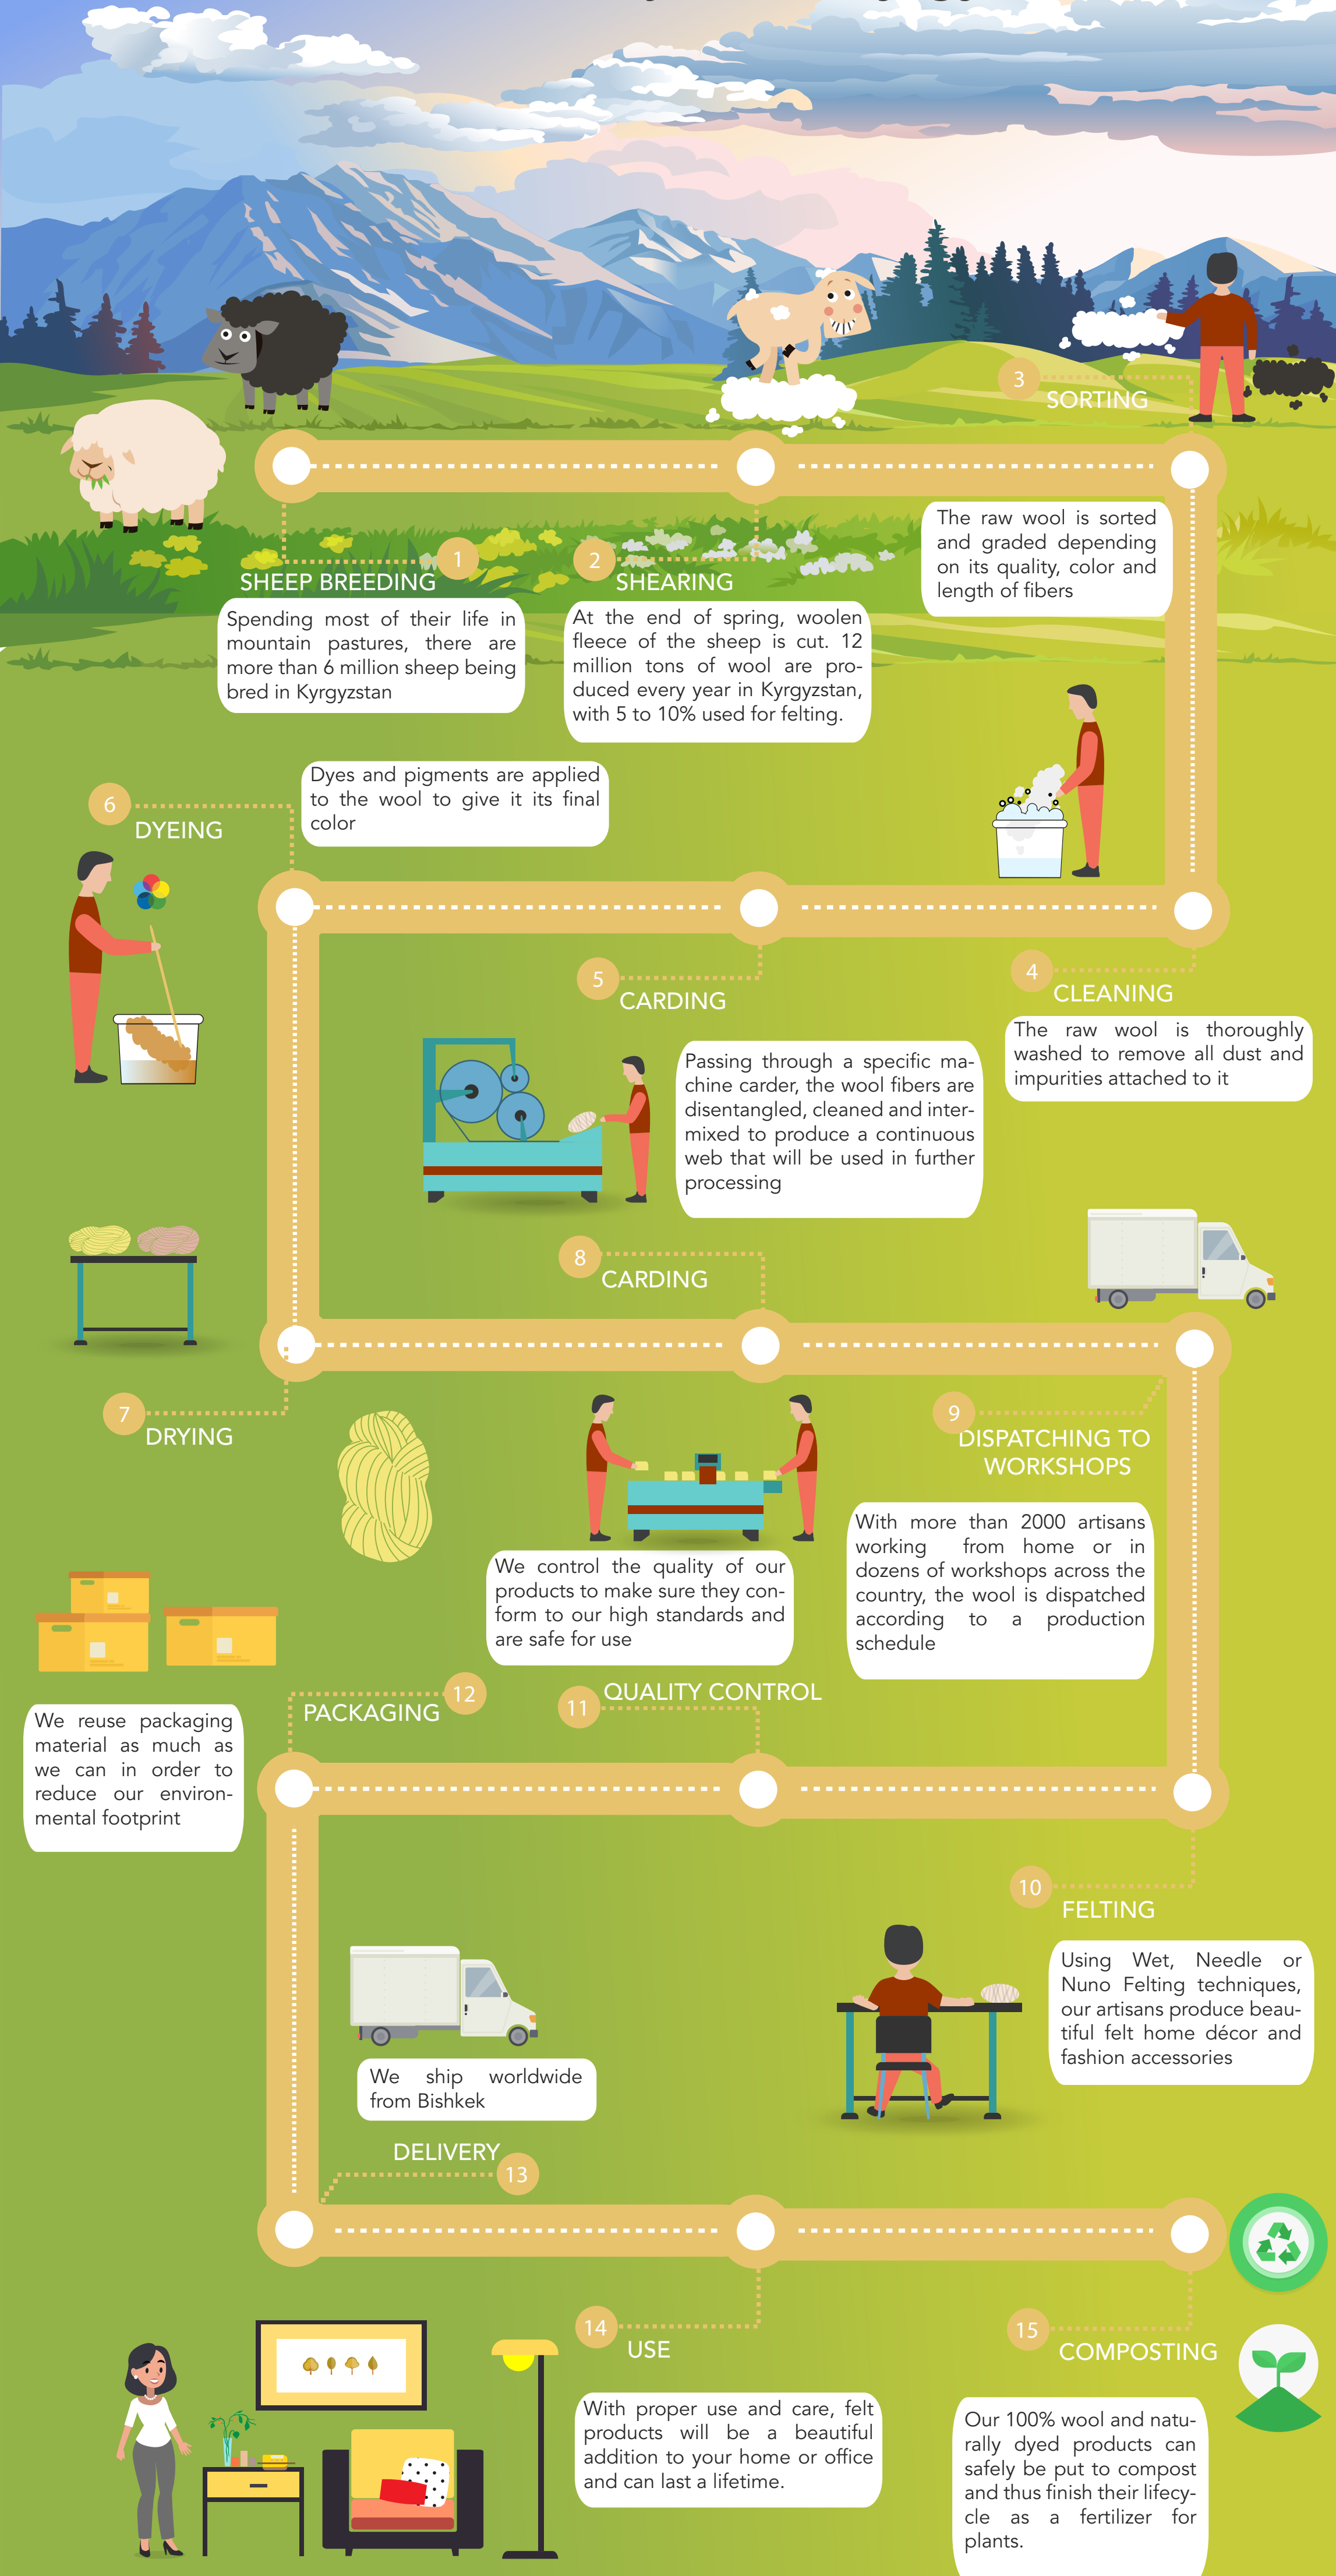 1
SHEEP BREEDING
Spending most of their life in
mountain pastures, there are
more than 6 million sheep being
bred in Kyrgyzstan
2
SHEARING
At the end of spring, woolen
fleece of the sheep is cut. 12
million tons of wool are pro-
duced every year in Kyrgyzstan,
with 5 to 10% used for felting.
3
SORTING
The raw wool is sorted
and graded depending
on its quality, color and
length of fibers
4
CLEANING
The raw wool is thoroughly
washed to remove all dust and
impurities attached to it
5
CARDING
Passing through a specific ma-
chine carder, the wool fibers are
disentangled, cleaned and inter-
mixed to produce a continuous
web that will be used in further
processing
6
DYEING
Dyes and pigments are applied
to the wool to give it its final
color
7
DRYING
8
CARDING
9
DISPATCHING TO
WORKSHOPS
With more than 2000 artisans
working from home or in
dozens of workshops across the
country, the wool is dispatched
according to a production
schedule
10
FELTING
Using Wet, Needle or
Nuno Felting techniques,
our artisans produce beau-
tiful felt home décor and
fashion accessories
We control the quality of our
products to make sure they con-
form to our high standards and
are safe for use
11
QUALITY CONTROL
12
PACKAGING
We reuse packaging
material as much as
we can in order to
reduce our environ-
mental footprint
We ship worldwide
from Bishkek
DELIVERY
13
14
USE
With proper use and care, felt
products will be a beautiful
addition to your home or office
and can last a lifetime.
15
COMPOSTING
Our 100% wool and natu-
rally dyed products can
safely be put to compost
and thus finish their lifecy-
cle as a fertilizer for
plants.